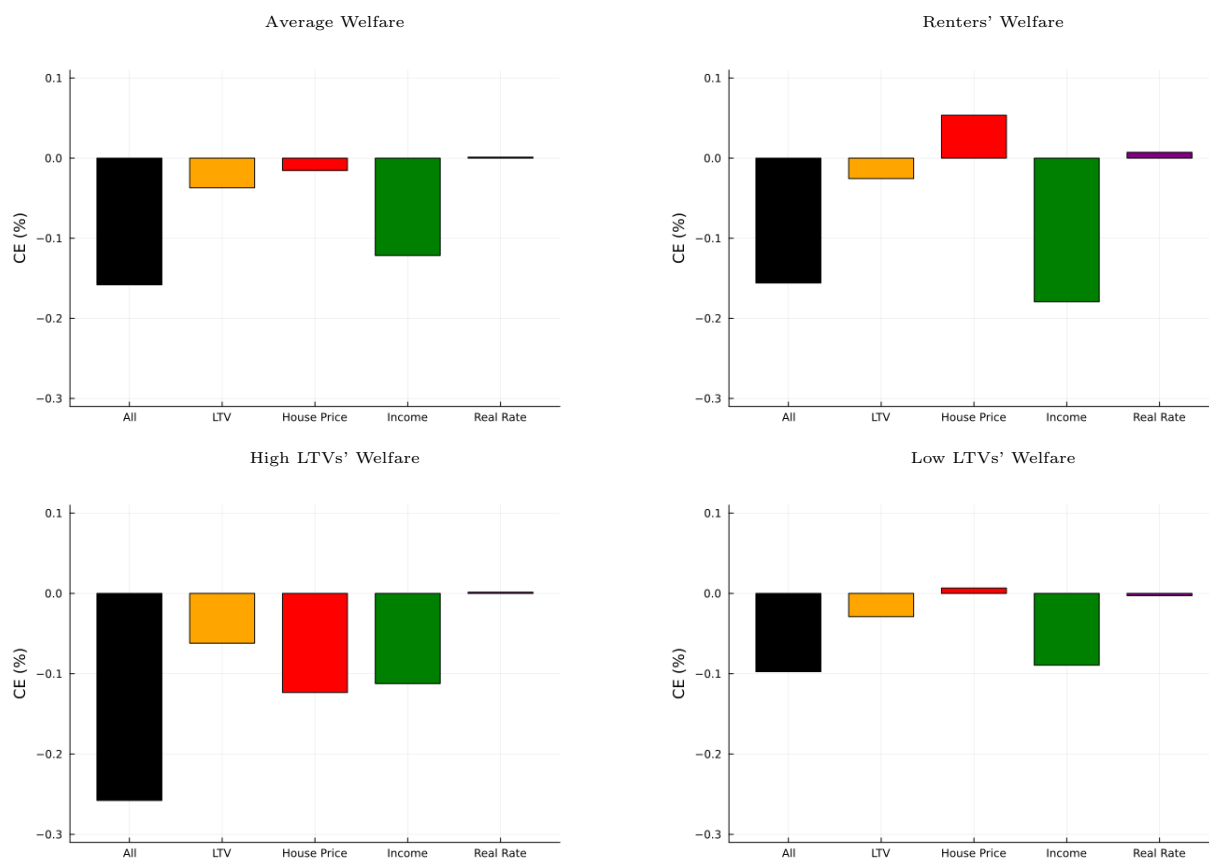 Average Welfare
0.1
0.0
−0.1
−0.2
−0.3
CE (%)
All LTV House Price Income Real Rate
Renters’ Welfare
0.1
0.0
−0.1
−0.2
−0.3
CE (%)
All LTV House Price Income Real Rate
High LTVs’ Welfare
0.1
0.0
−0.1
−0.2
−0.3
CE (%)
All LTV House Price Income Real Rate
Low LTVs’ Welfare
0.1
0.0
−0.1
−0.2
−0.3
CE (%)
All LTV House Price Income Real Rate